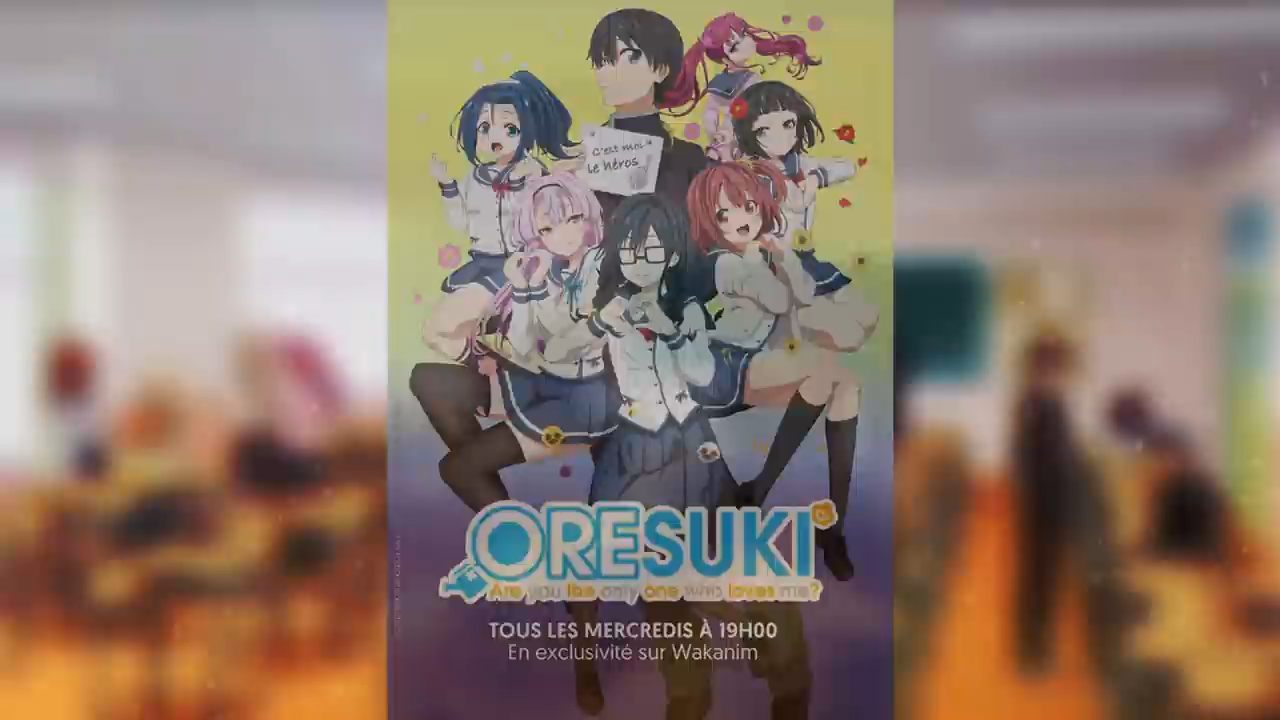 C'est moi
le héros
ORESUKI
Are you the only one who loves me?
TOUS LES MERCREDIS À 19H00
En exclusivité sur Wakanim